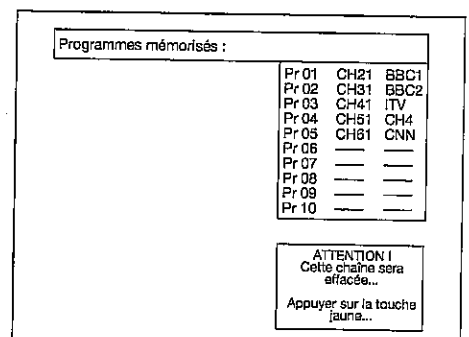 Programmes mémorisés :
Pr 01 CH21 BBC1
Pr 02 CH31 BBC2
Pr 03 CH41 ITV
Pr 04 CH51 CH4
Pr 05 CH61 CNN
Pr 06 — —
Pr 07 — —
Pr 08 — —
Pr 09 — —
Pr 10 — —
ATTENTION !
Cette chaîne sera
effacée...
Appuyer sur la touche
jaune...